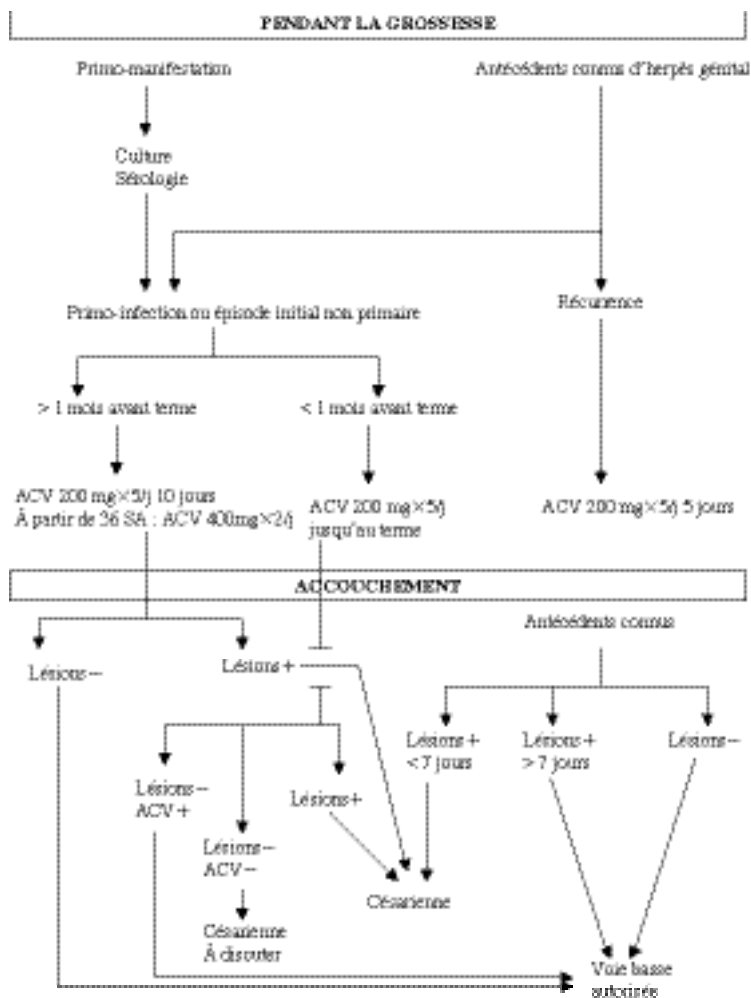 PENDANT LA GROSSESSE
Primo-manifestation
Antécédents connus d'herpès génital
Culture
Sérologie
Primo-infection ou épisode initial non primaire
Récurrence
> 1 mois avant terme
< 1 mois avant terme
ACV 200 mg×5/j 10 jours
À partir de 36 SA : ACV 400mg×2/j
ACV 200 mg×5/j
jusqu'au terme
ACV 200 mg×5/j 5 jours
ACCOUCHEMENT
Antécédents connus
Lésions−
Lésions+
Lésions+
<7 jours
Lésions+
> 7 jours
Lésions−
Lésions−
ACV+
Lésions+
Lésions−
ACV−
Césarienne
Césarienne
À discuter
Voie basse
autorisée